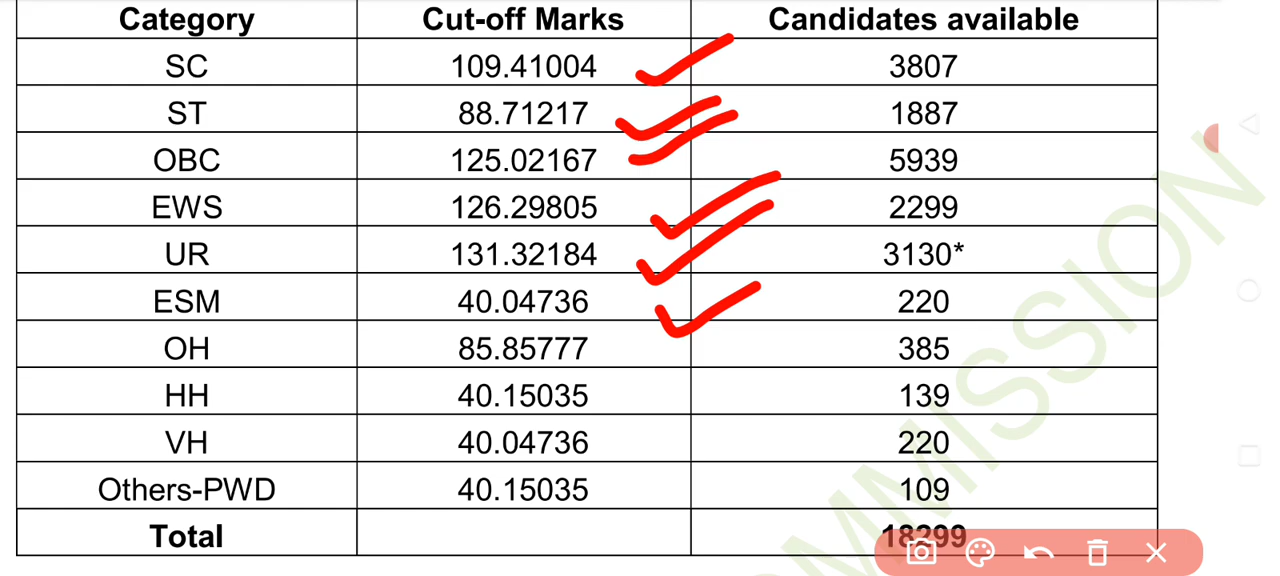 Category Cut-off Marks Candidates available
SC 109.41004 3807
ST 88.71217 1887
OBC 125.02167 5939
EWS 126.29805 2299
UR 131.32184 3130*
ESM 40.04736 220
OH 85.85777 385
HH 40.15035 139
VH 40.04736 220
Others-PWD 40.15035 109
Total 18299
MMISSION